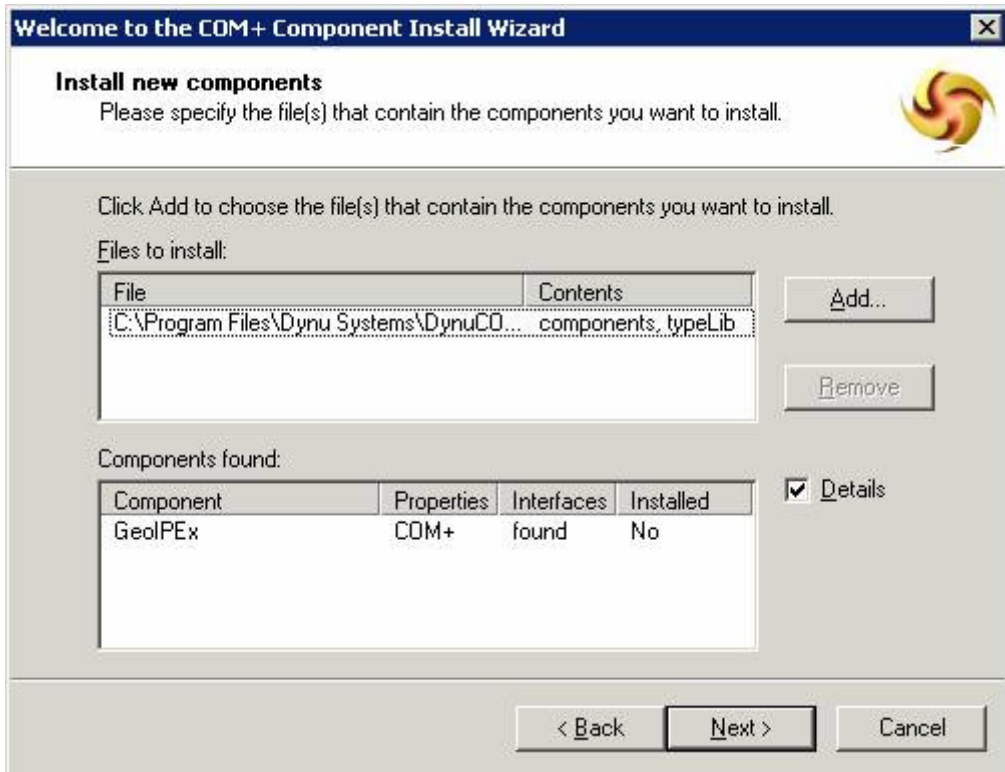 Welcome to the COM+ Component Install Wizard
Install new components
Please specify the file(s) that contain the components you want to install.
Click Add to choose the file(s) that contain the components you want to install.
Files to install:
File Contents
C:\Program Files\Dynu Systems\DynuCO... components, typeLib
Add...
Remove
Components found:
Details
Component Properties Interfaces Installed
GeoIPEx COM+ found No
< Back Next > Cancel